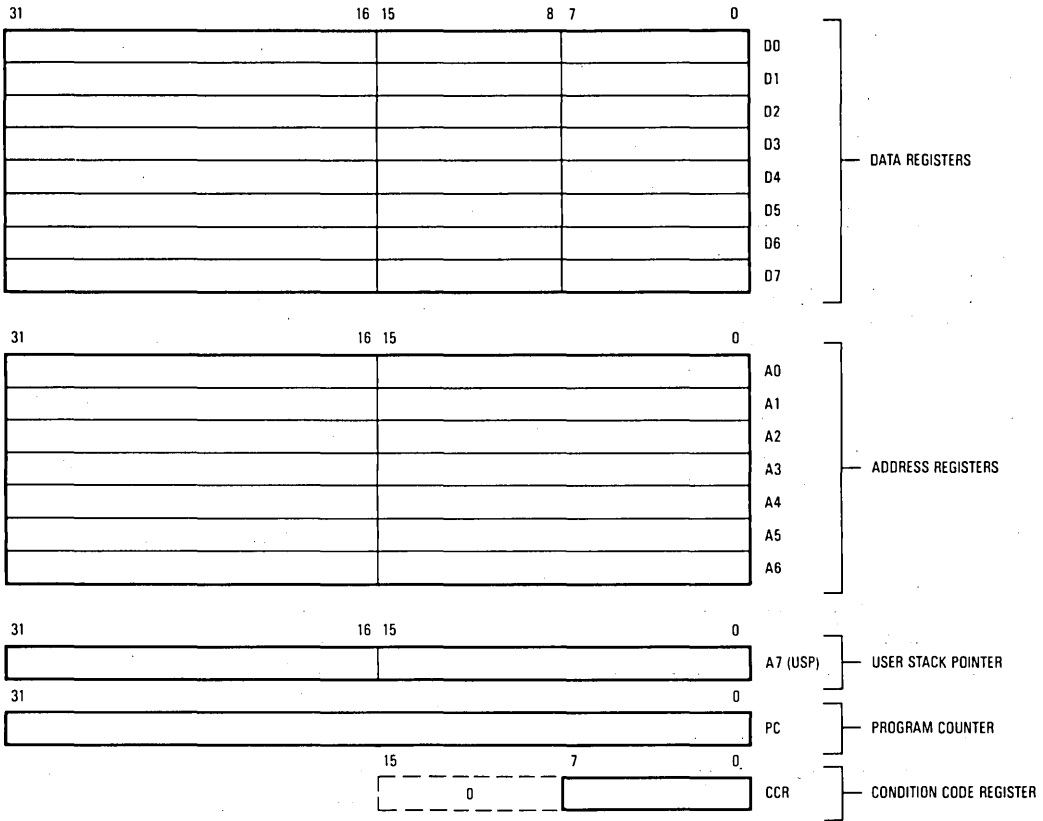 31 16 15 8 7 0
D0
D1
D2
D3
D4
D5
D6
D7
DATA REGISTERS
31 16 15 0
A0
A1
A2
A3
A4
A5
A6
ADDRESS REGISTERS
31 16 15 0
A7 (USP) USER STACK POINTER
31 0
PC PROGRAM COUNTER
15 7 0
0 CCR CONDITION CODE REGISTER